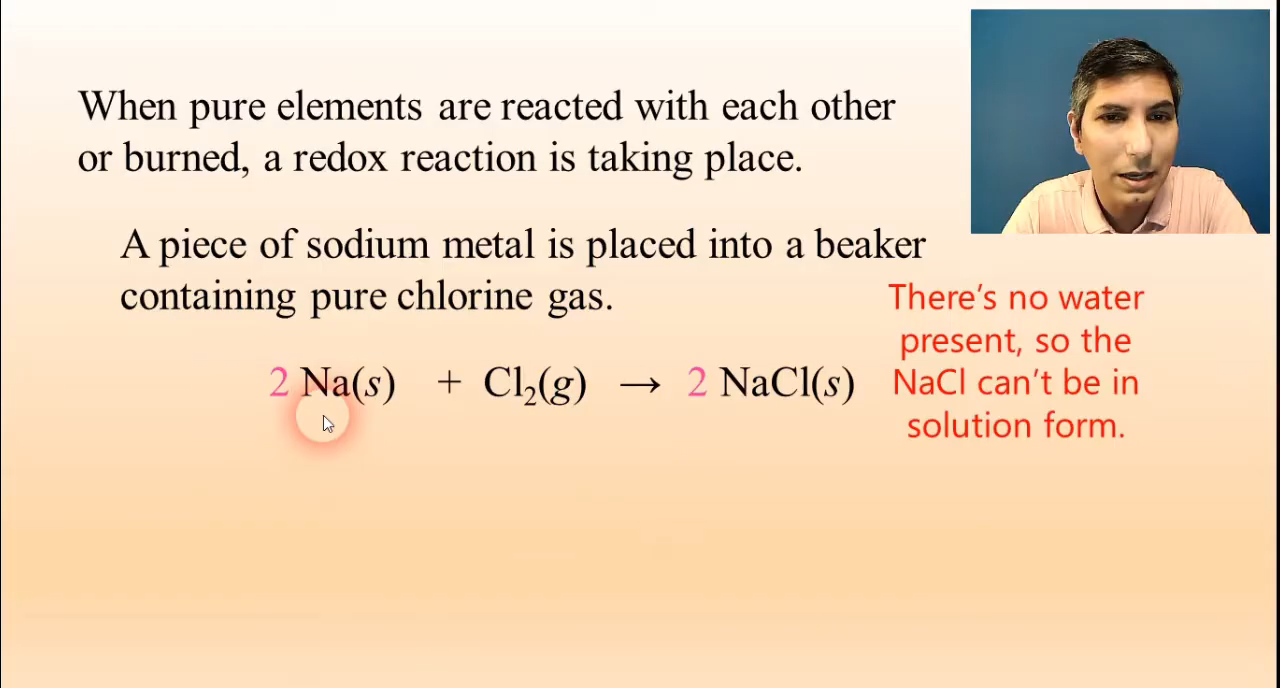 When pure elements are reacted with each other
or burned, a redox reaction is taking place.
A piece of sodium metal is placed into a beaker
containing pure chlorine gas.
2 Na(s) + Cl₂(g) → 2 NaCl(s)
There's no water
present, so the
NaCl can't be in
solution form.